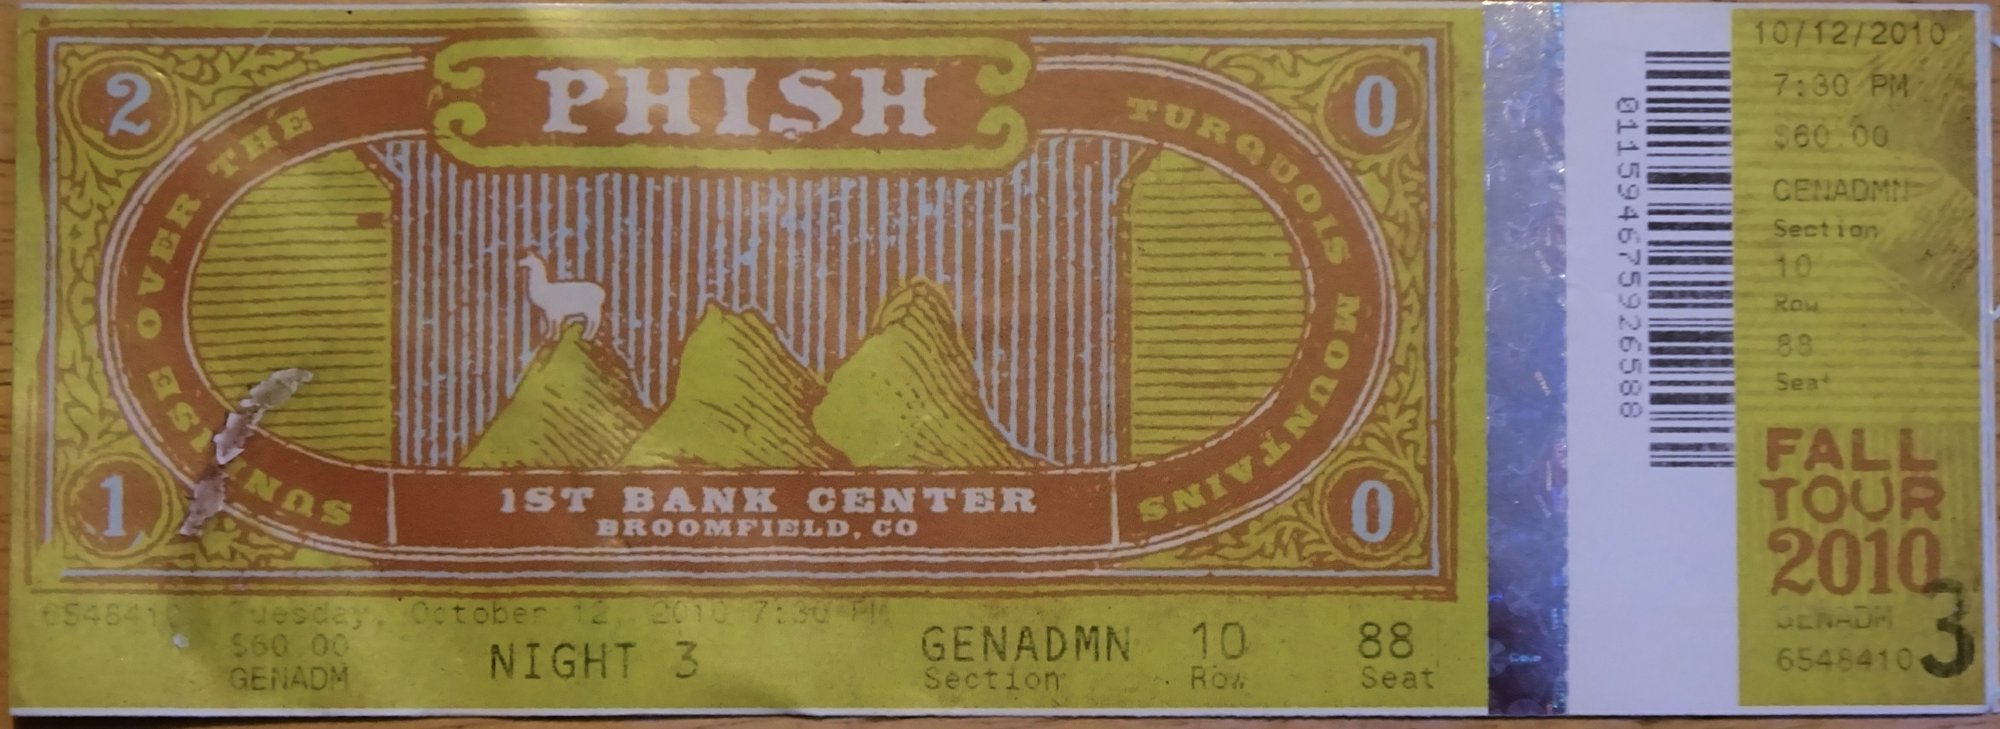 PHISH
2
0
1
0
SUNRISE OVER THE
TURQUOIS MOUNTAINS
1ST BANK CENTER
BROOMFIELD, CO
6548410 Tuesday, October 12, 2010 7:30 PM
$60.00
GENADM
NIGHT 3
GENADMN 10 88
Section Row Seat
011594675926588
10/12/2010
7:30 PM
$60.00
GENADMN
Section
10
Row
88
Seat
FALL
TOUR
2010
GENADM
6548410
3